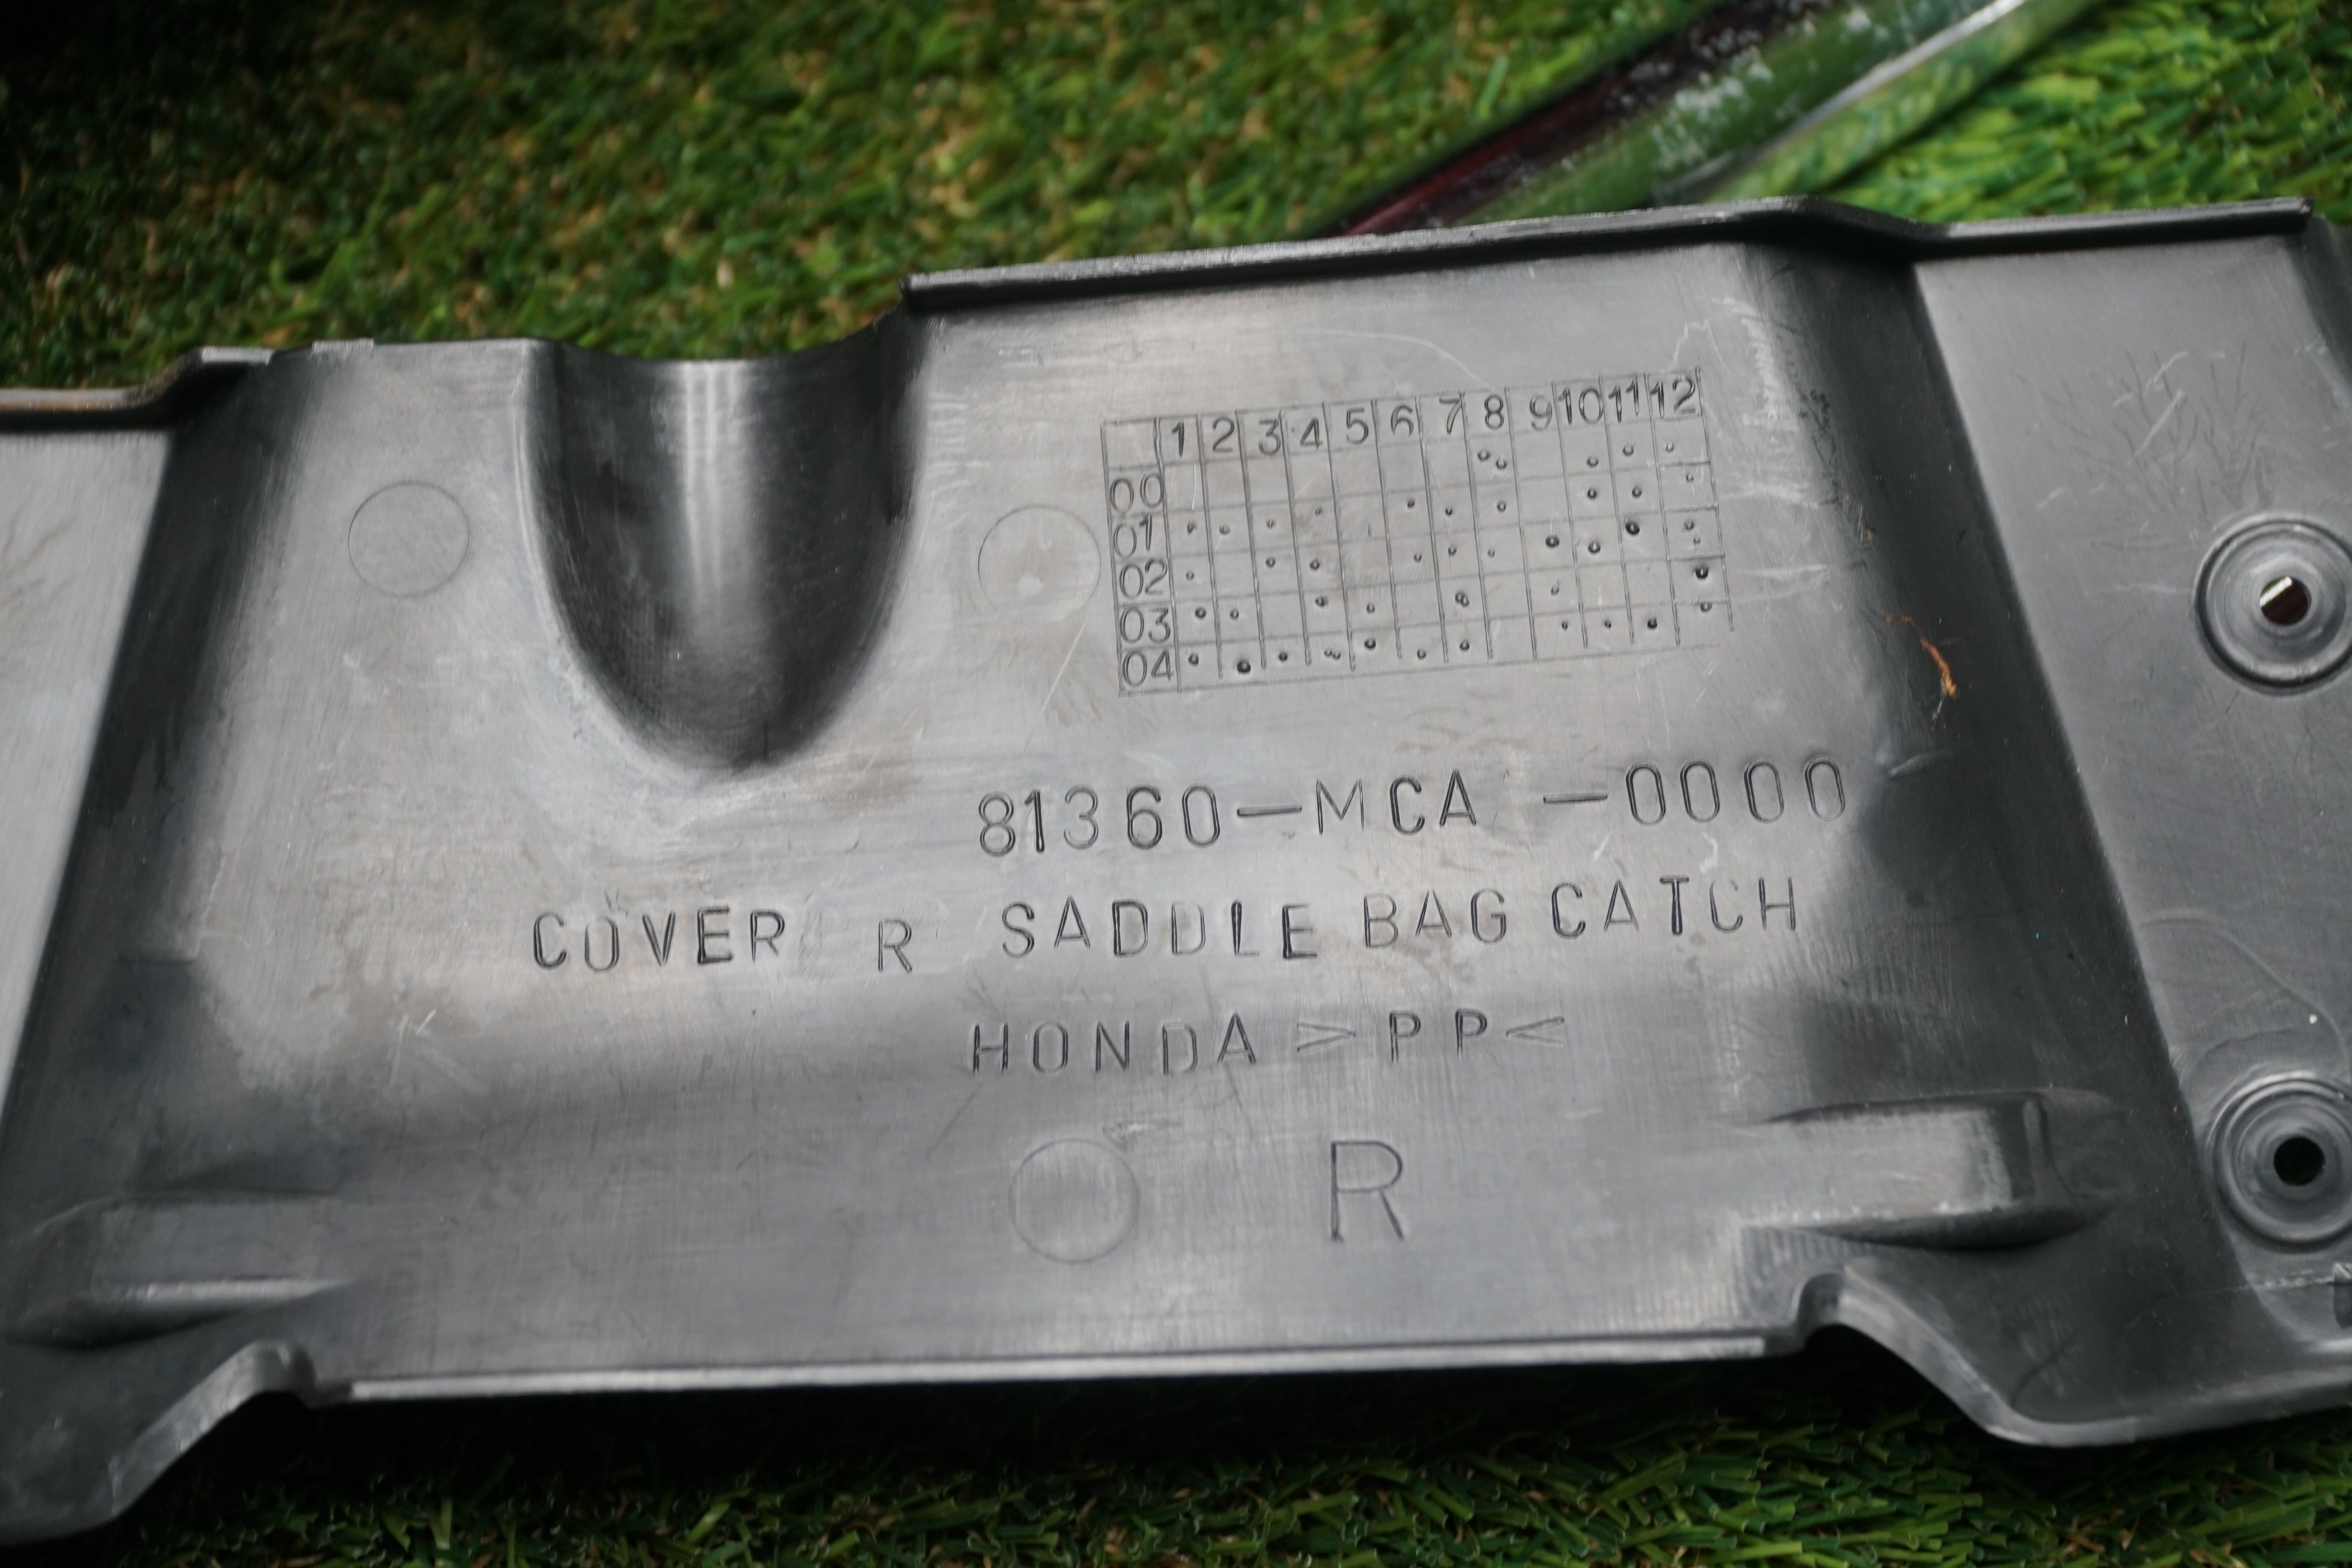 1 2 3 4 5 6 7 8 9 10 11 12
00
01
02
03
04
81360-MCA -0000
COVER R SADDLE BAG CATCH
HONDA >PP<
R